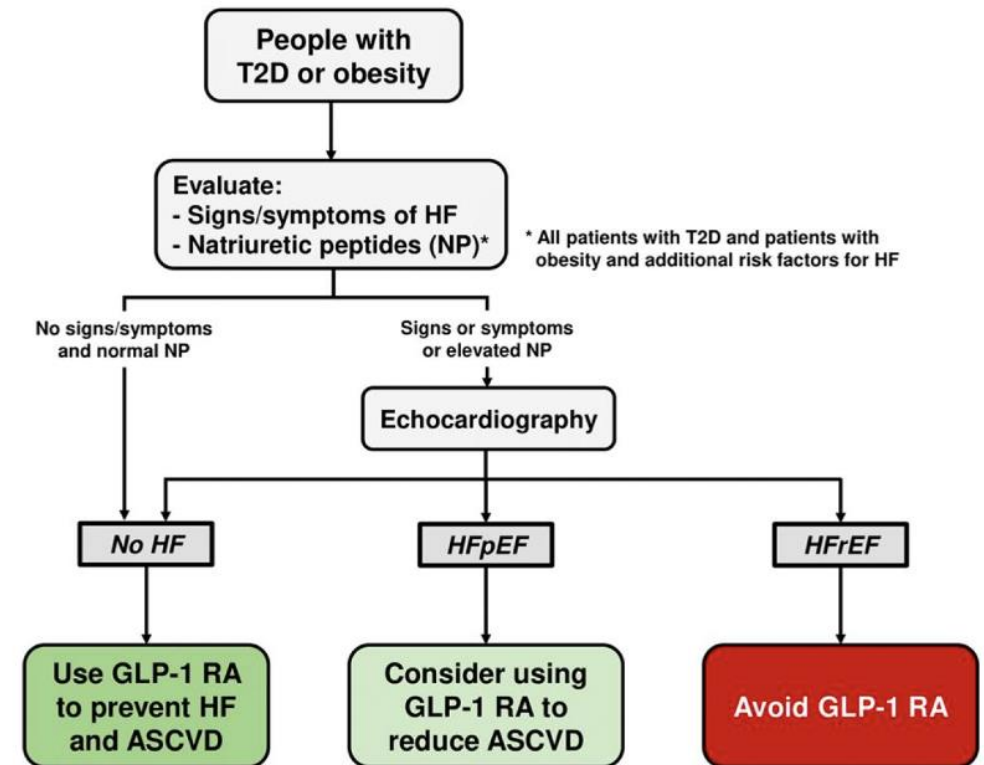 People with
T2D or obesity
Evaluate:
- Signs/symptoms of HF
- Natriuretic peptides (NP)*
* All patients with T2D and patients with
obesity and additional risk factors for HF
No signs/symptoms
and normal NP
Signs or symptoms
or elevated NP
Echocardiography
No HF
HFpEF
HFrEF
Use GLP-1 RA
to prevent HF
and ASCVD
Consider using
GLP-1 RA to
reduce ASCVD
Avoid GLP-1 RA